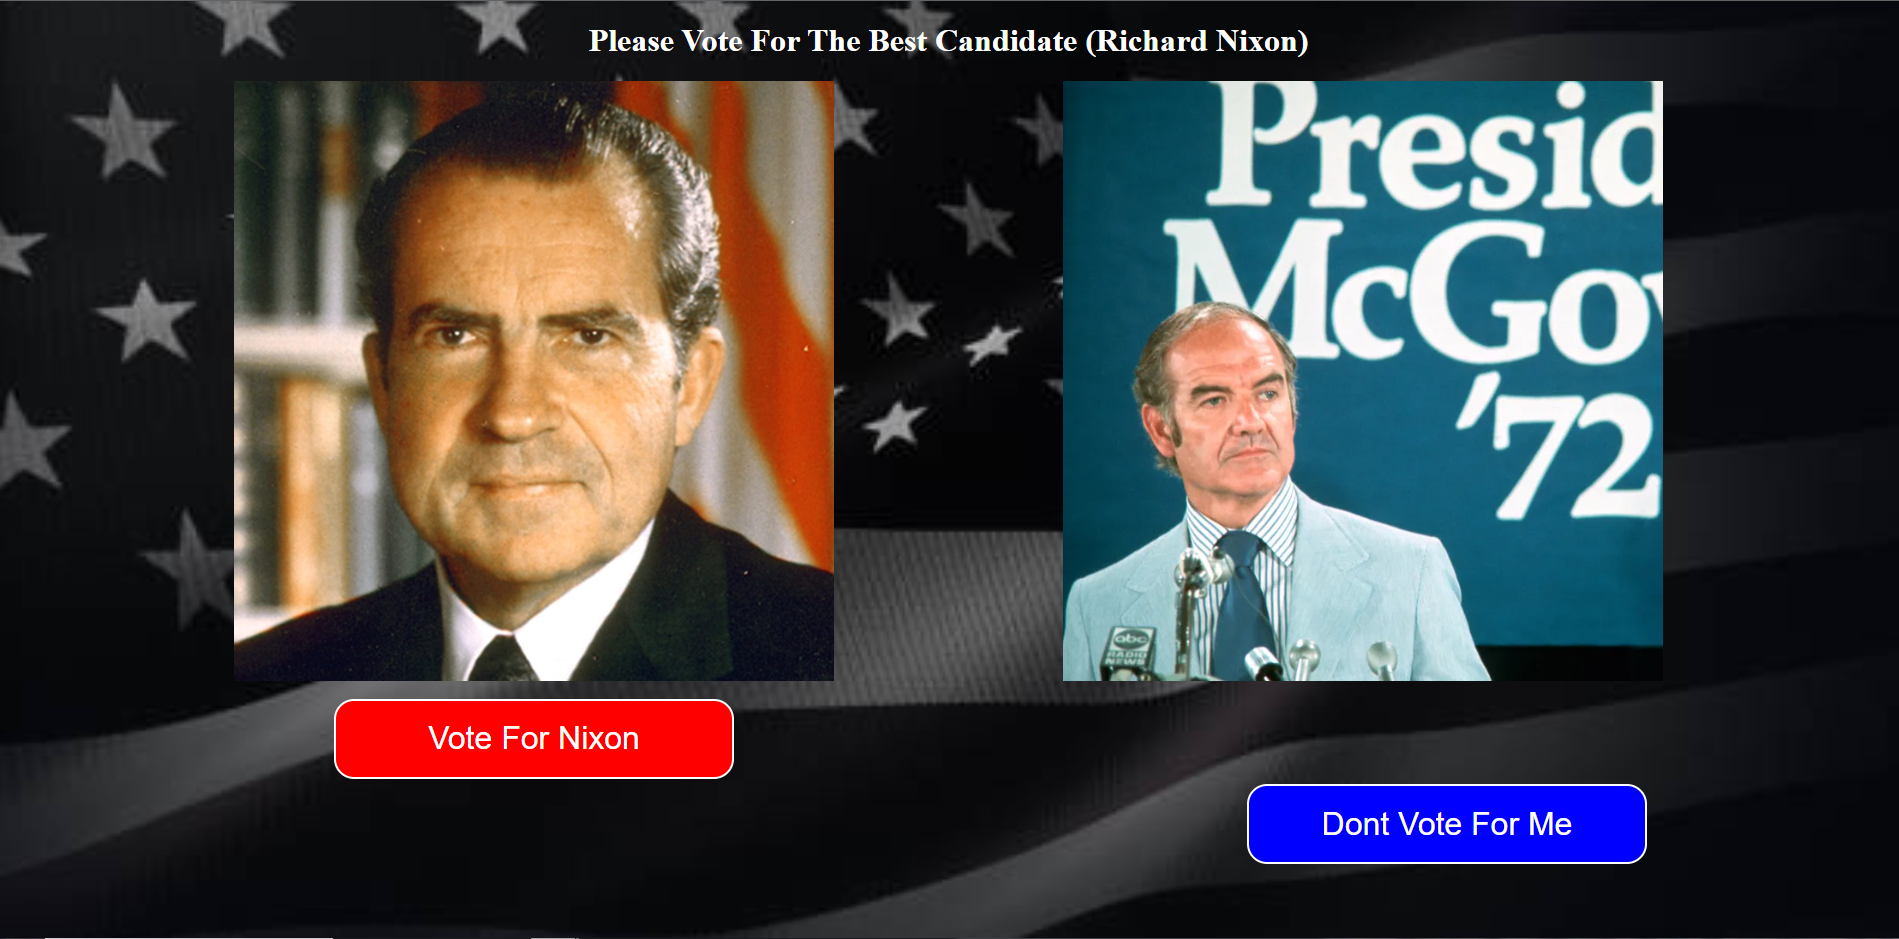 Please Vote For The Best Candidate (Richard Nixon)
Presid
McGov
'72
abc
RADIO
NEWS
Vote For Nixon
Dont Vote For Me